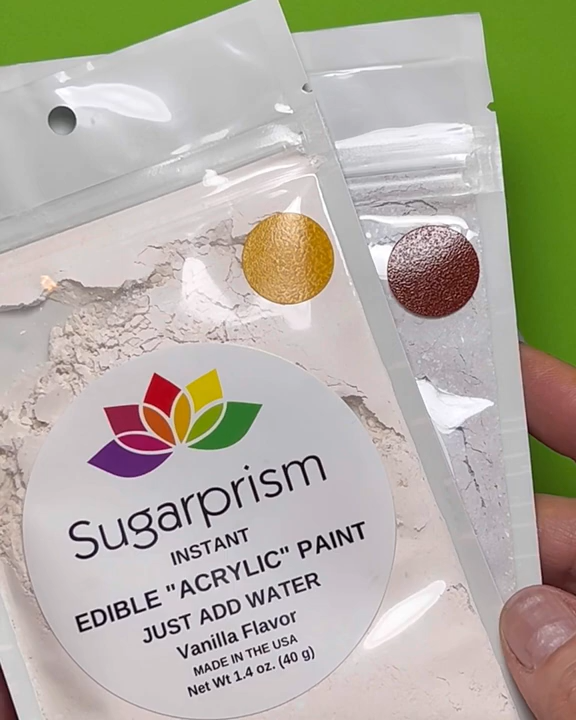 Sugarprism
INSTANT
EDIBLE "ACRYLIC" PAINT
JUST ADD WATER
Vanilla Flavor
MADE IN THE USA
Net Wt 1.4 oz. (40 g)